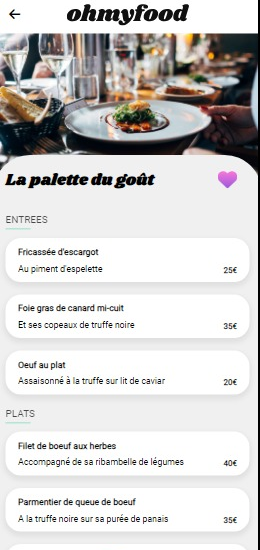 ohmyfood
La palette du goût
ENTREES
Fricassée d'escargot
Au piment d'espelette
25€
Foie gras de canard mi-cuit
Et ses copeaux de truffe noire
35€
Oeuf au plat
Assaisonné à la truffe sur lit de caviar
20€
PLATS
Filet de boeuf aux herbes
Accompagné de sa ribambelle de légumes
40€
Parmentier de queue de boeuf
A la truffe noire sur sa purée de panais
35€